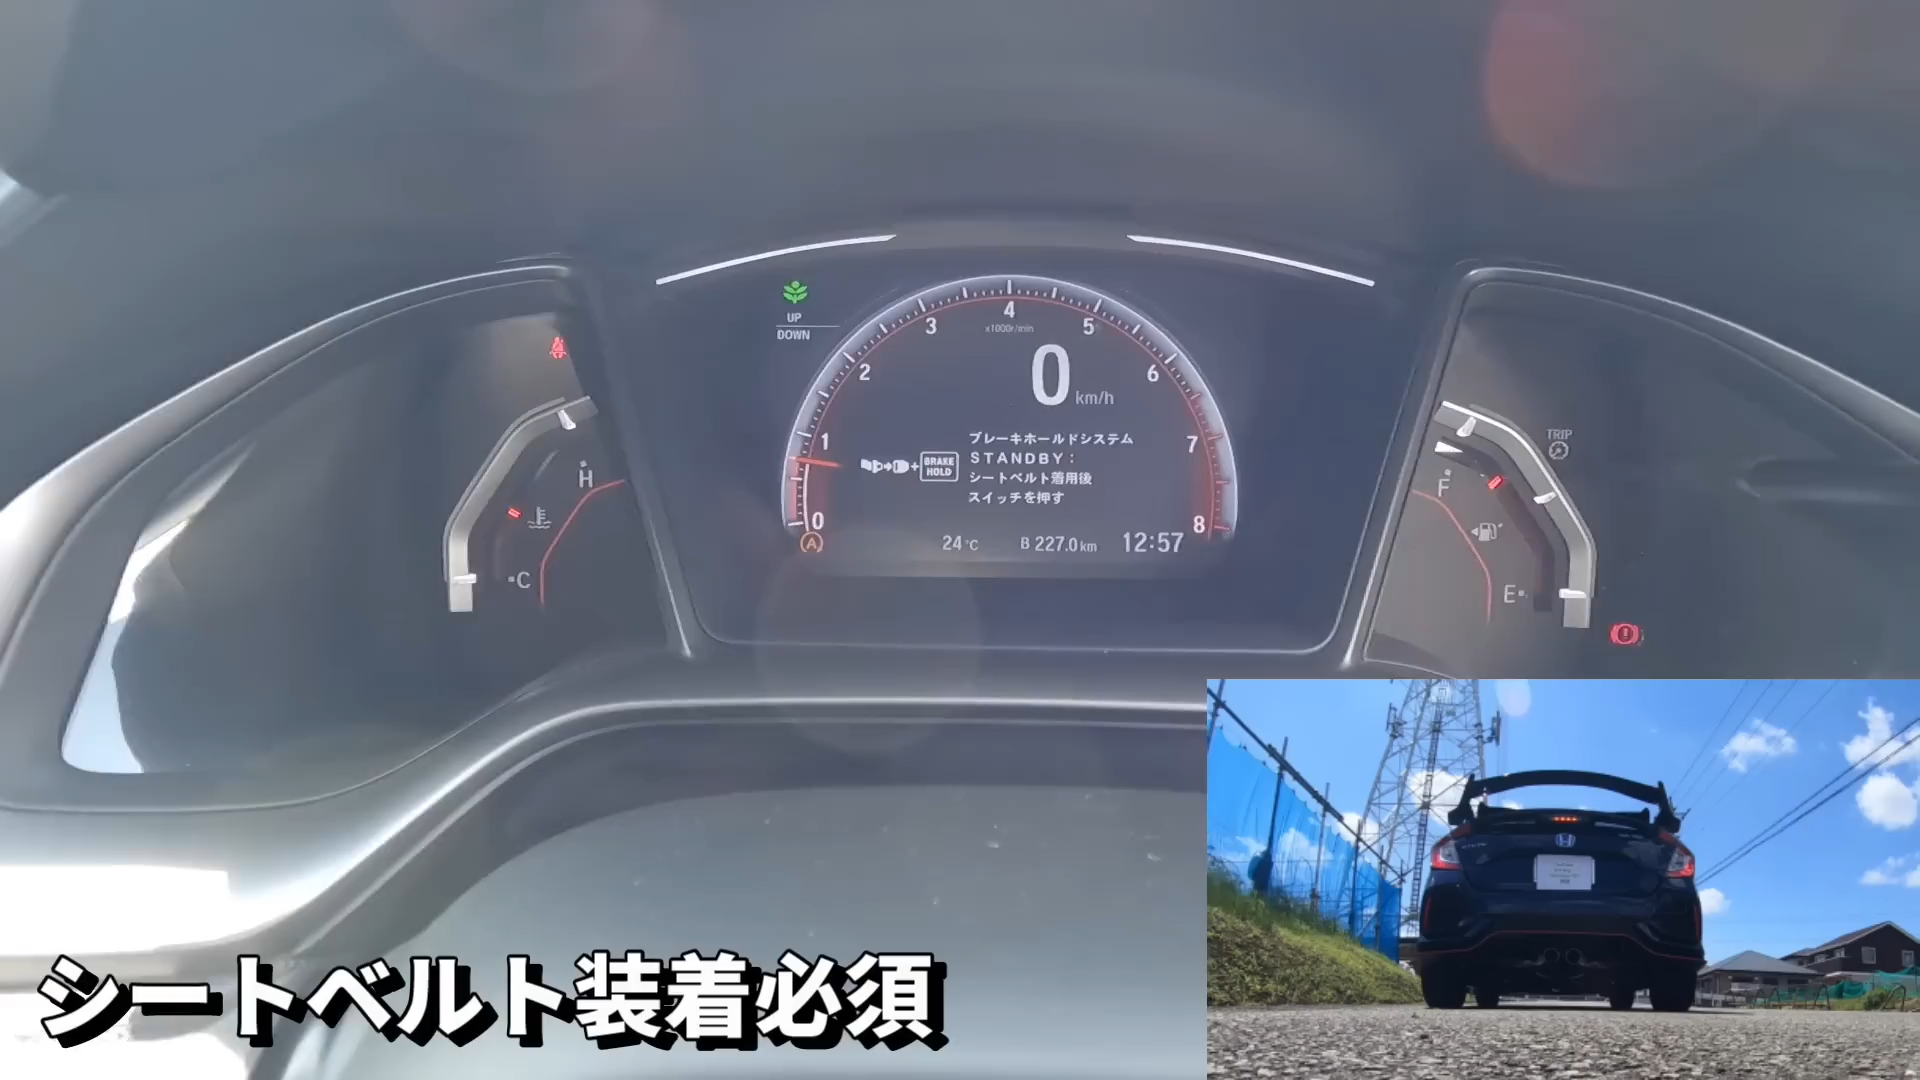 UP
DOWN
0
1
2
3
4
5
6
7
8
x1000r/min
0 km/h
BRAKE
HOLD
ブレーキホールドシステム
STANDBY:
シートベルト着用後
スイッチを押す
A
24°C
B 227.0 km
12:57
H
C
TRIP
F
E
シートベルト装着必須